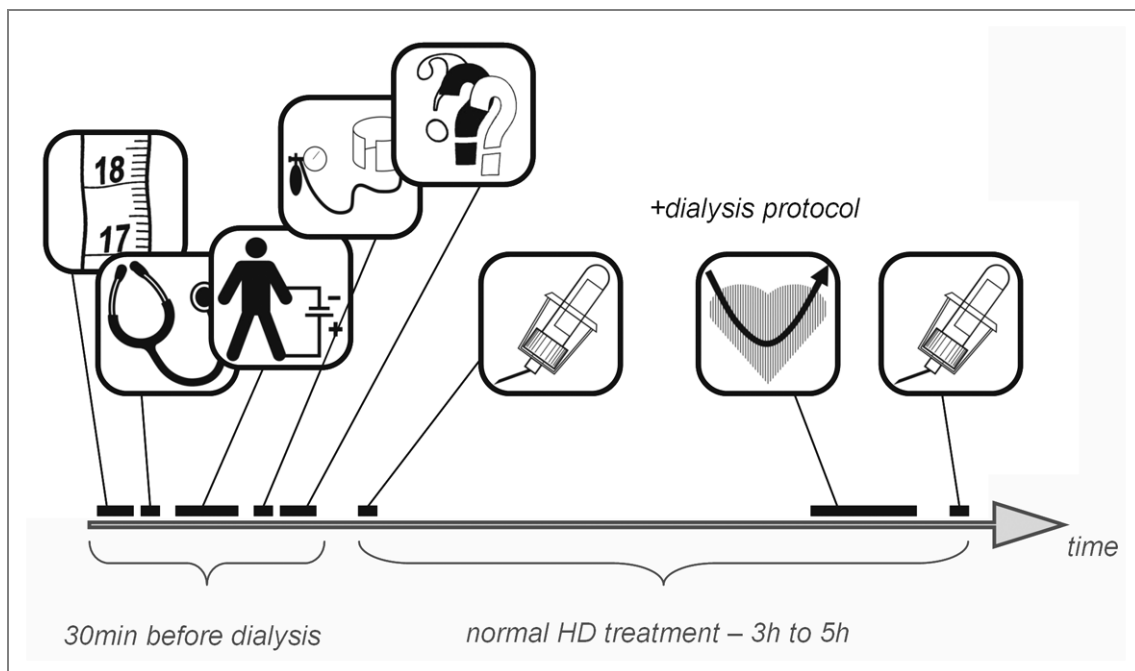 18
17
-
+
? ? ?
+dialysis protocol
time
30min before dialysis
normal HD treatment – 3h to 5h